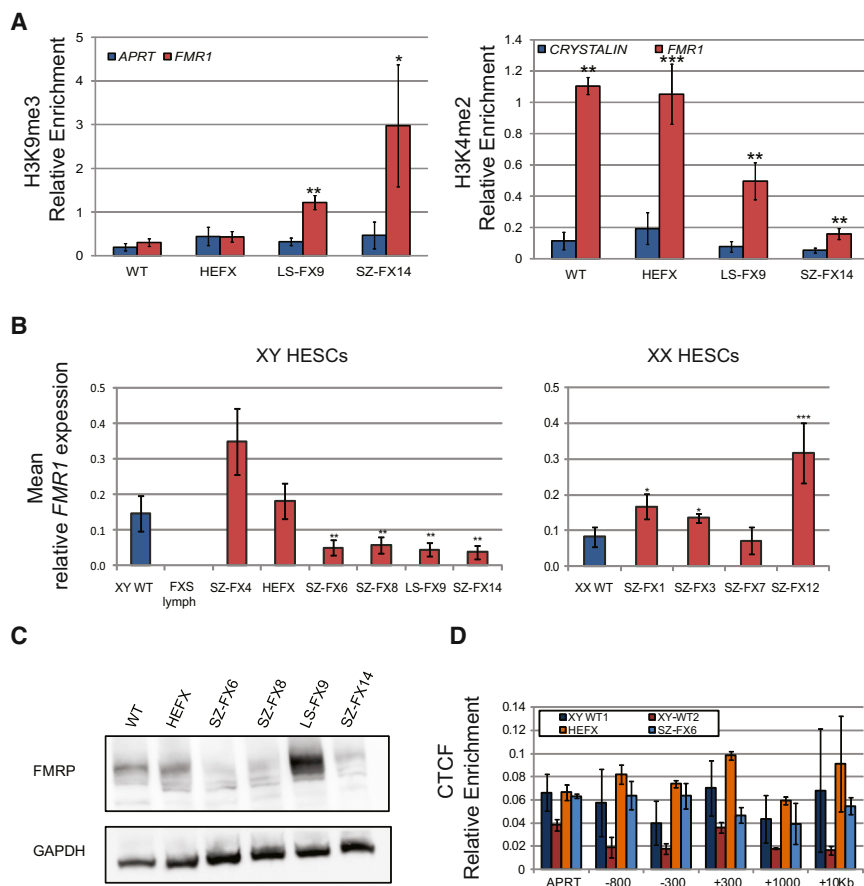 A
H3K9me3
Relative Enrichment
6
5
4
3
2
1
0
APRT FMR1
**
*
WT HEFX LS-FX9 SZ-FX14
H3K4me2
Relative Enrichment
1.4
1.2
1
0.8
0.6
0.4
0.2
0
CRYSTALIN FMR1
**
***
**
**
WT HEFX LS-FX9 SZ-FX14
B
XY HESCs
Mean
relative FMR1 expession
0.5
0.4
0.3
0.2
0.1
0.0
** ** ** **
XY WT FXS lymph SZ-FX4 HEFX SZ-FX6 SZ-FX8 LS-FX9 SZ-FX14
XX HESCs
0.5
0.4
0.3
0.2
0.1
0.0
* * ***
XX WT SZ-FX1 SZ-FX3 SZ-FX7 SZ-FX12
C
WT HEFX SZ-FX6 SZ-FX8 LS-FX9 SZ-FX14
FMRP
GAPDH
D
CTCF
Relative Enrichment
0.14
0.12
0.1
0.08
0.06
0.04
0.02
0
XY WT1 XY-WT2
HEFX SZ-FX6
APRT -800 -300 +300 +1000 +10Kb